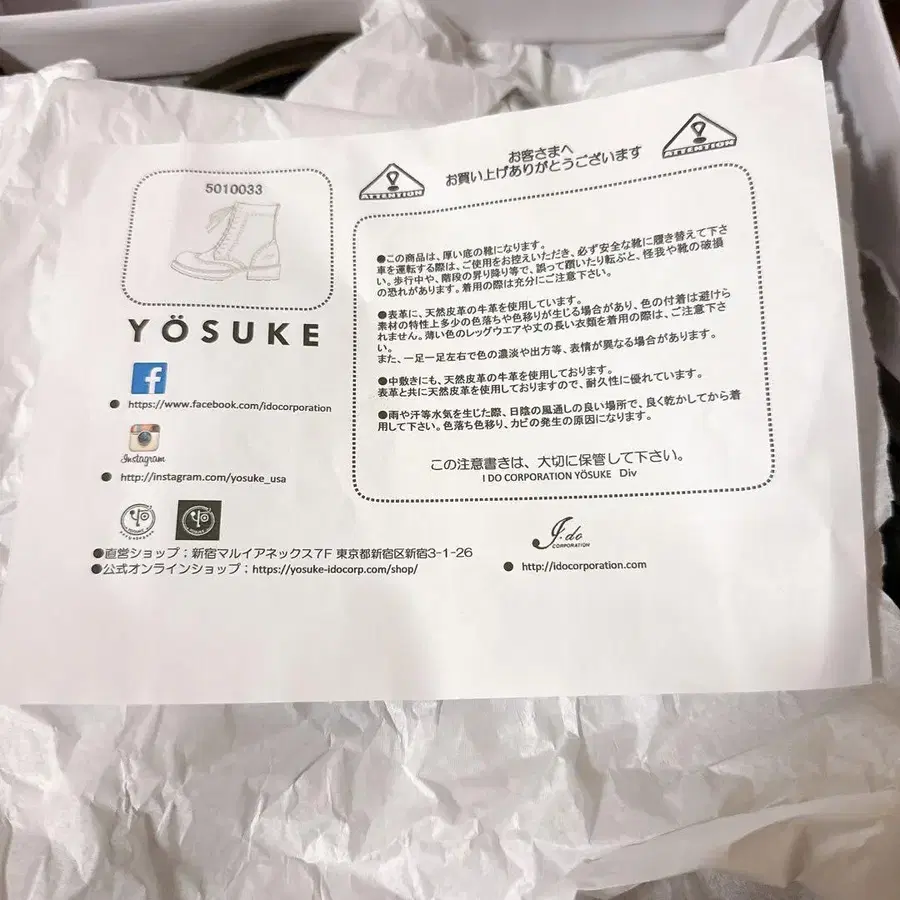 5010033
YÖSUKE
https://www.facebook.com/idocorporation
Instagram
http://instagram.com/yosuke_usa
ATTENTION
お客さまへ
お買い上げありがとうございます
ATTENTION
●この商品は、厚い底の靴になります。
車を運転する際は、ご使用をお控えいただき、必ず安全な靴に履き替えて下さ
い。歩行中や、階段の昇り降り等で、誤って躓いたり転ぶと、怪我や靴の破損
の恐れがあります。着用の際は充分にご注意下さい。
●表革に、天然皮革の牛革を使用しています。
素材の特性上多少の色落ちや色移りが生じる場合があり、色の付着は避けら
れません。薄い色のレッグウエアや丈の長い衣類を着用の際は、ご注意下さ
い。
また、一足一足左右で色の濃淡や出方等、表情が異なる場合があります。
●中敷きにも、天然皮革の牛革を使用しております。
表革と共に天然皮革を使用しておりますので、耐久性に優れています。
●雨や汗等水気を生じた際、日陰の風通しの良い場所で、良く乾かしてから着
用して下さい。色落ち色移り、カビの発生の原因になります。
この注意書きは、大切に保管して下さい。
I DO CORPORATION YÖSUKE Div
●直営ショップ：新宿マルイアネックス7F 東京都新宿区新宿3-1-26
●公式オンラインショップ：https://yosuke-idocorp.com/shop/
I.do
CORPORATION
● http://idocorporation.com